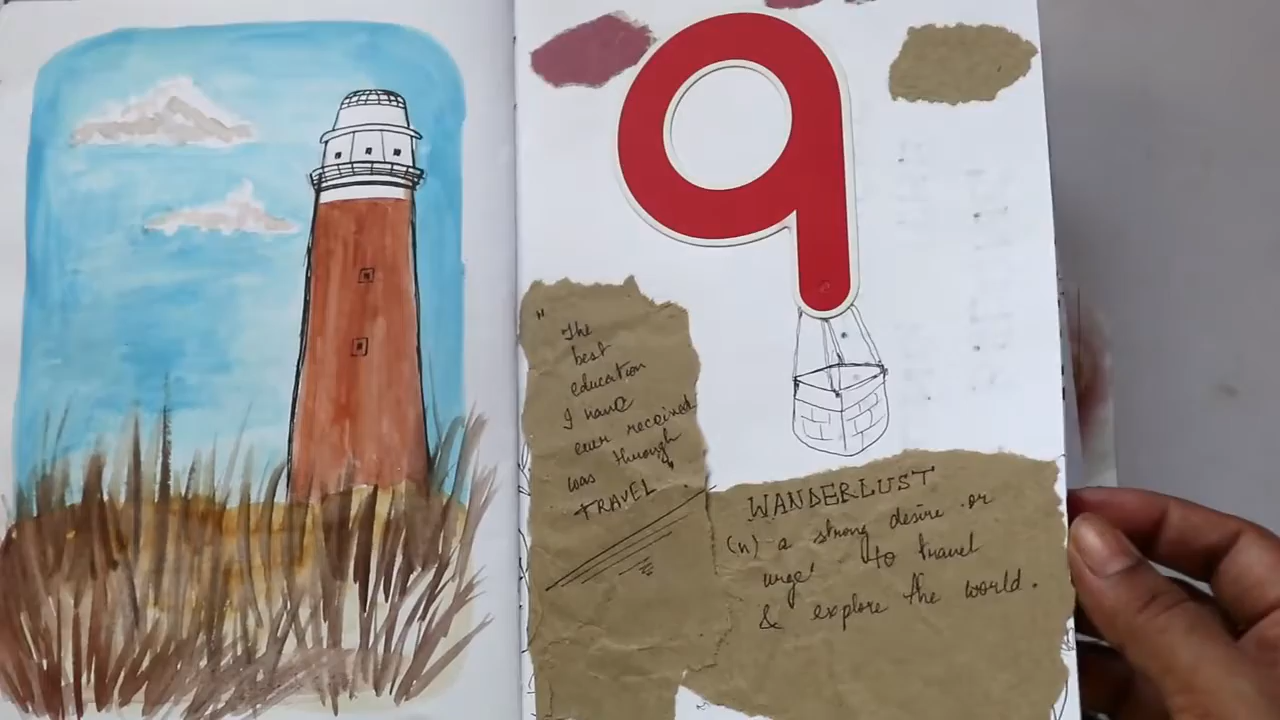 9
"
The
best
education
I have
ever received
was through
TRAVEL.
WANDERLUST
(n) a strong desire or
urge to travel
& explore the world.